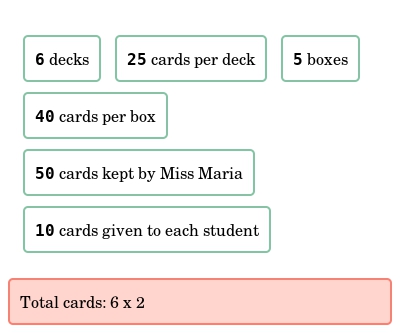 6 decks 25 cards per deck 5 boxes
40 cards per box
50 cards kept by Miss Maria
10 cards given to each student
Total cards: 6 x 2